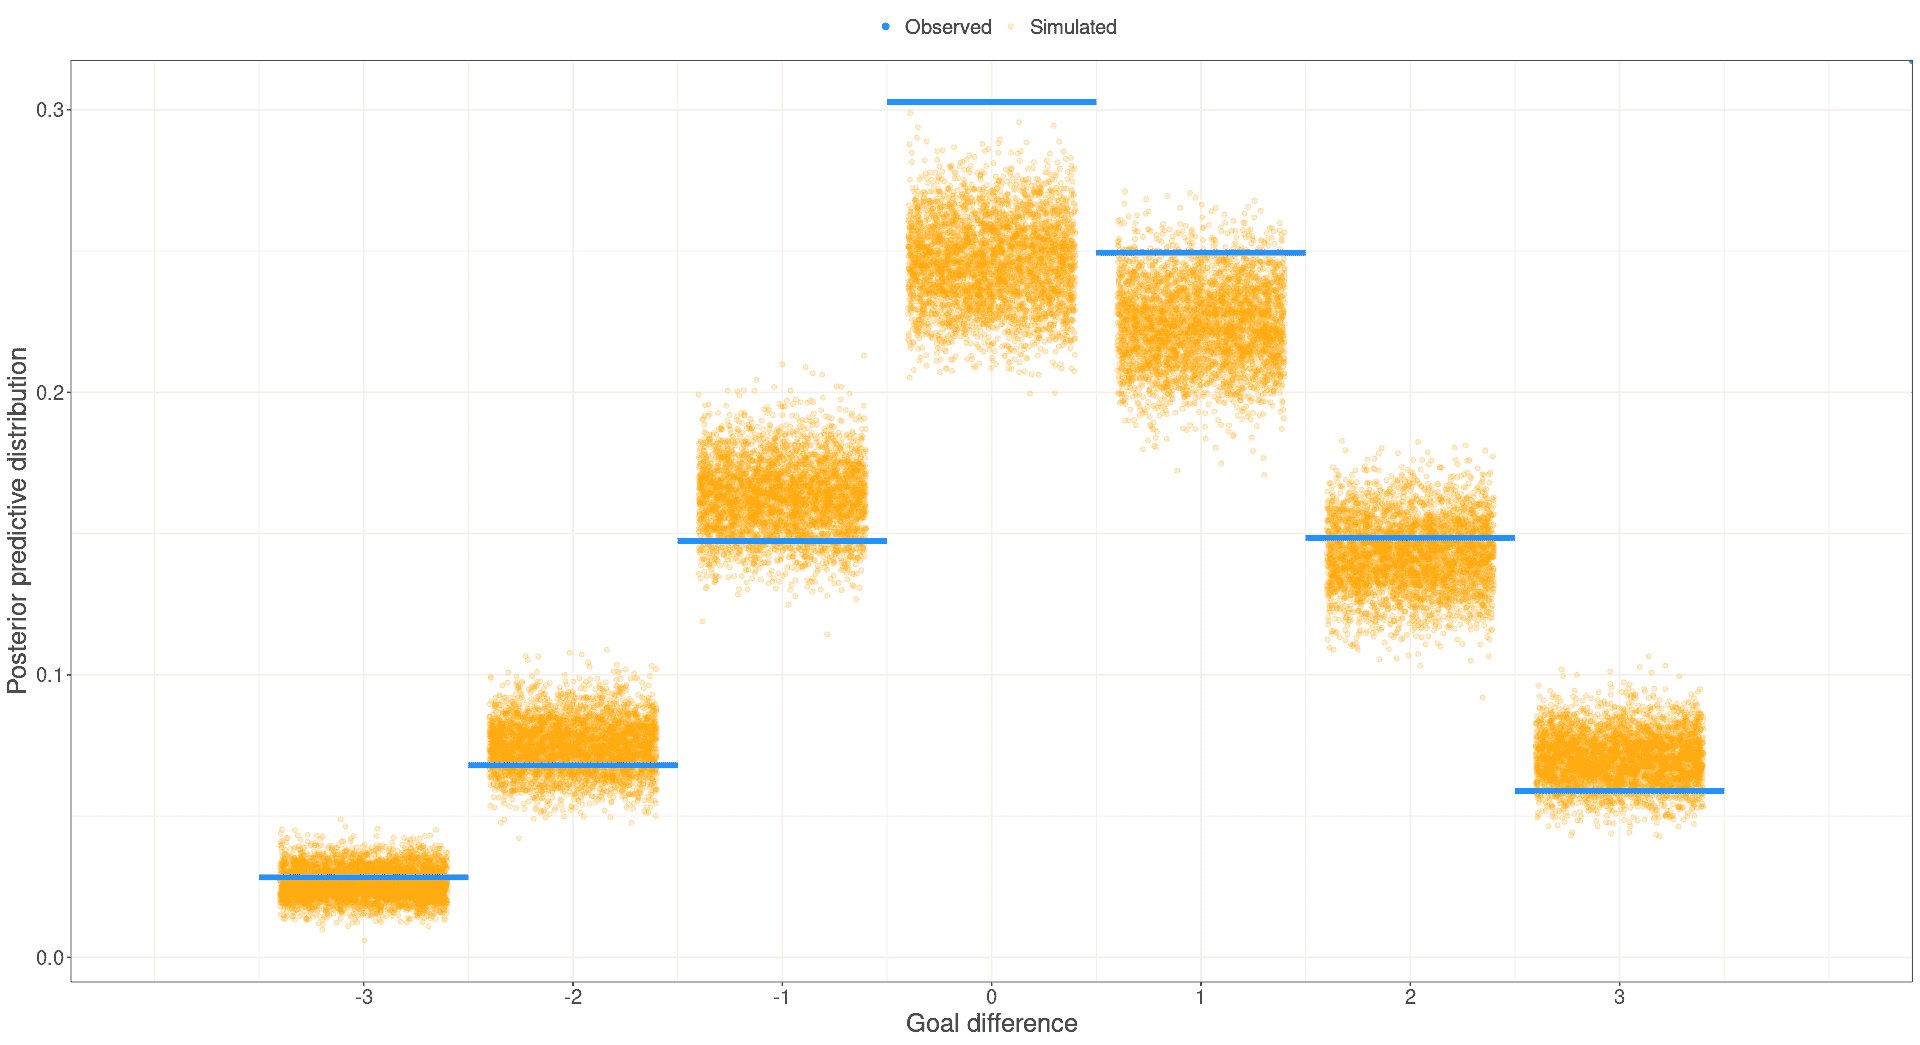 Observed Simulated
0.3
0.2
0.1
0.0
Posterior predictive distribution
-3 -2 -1 0 1 2 3
Goal difference